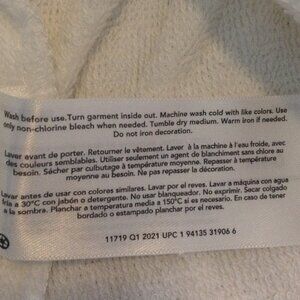 Wash before use.Turn garment inside out. Machine wash cold with like colors. Use
only non-chlorine bleach when needed. Tumble dry medium. Warm iron if needed.
Do not iron decoration.
Laver avant de porter. Retourner le vêtement. Laver à la machine à l'eau froide, avec
des couleurs semblables. Utiliser seulement un agent de blanchiment sans chlore au
besoin. Sécher par culbutage à température moyenne. Repasser à température
moyenne au besoin. Ne pas repasser la décoration.
Lavar antes de usar con colores similares. Lavar por el reves. Lavar a máquina con agua
fria a 30°C con jabón o detergente. No usar blanqueador. No exprimir. Secar colgado
a la sombra. Planchar a temperatura media a 150°C si es necesario. En caso de tener
bordado o estampado planchar por el reves.
11719 Q1 2021 UPC 1 94135 31906 6